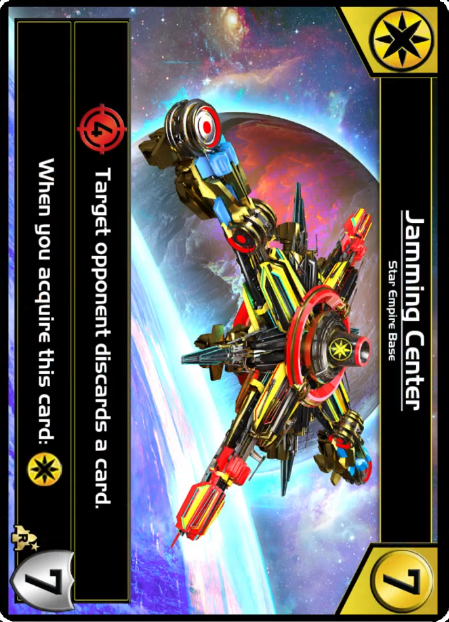 Jamming Center
Star Empire Base
7
4 Target opponent discards a card.
When you acquire this card:
R
7